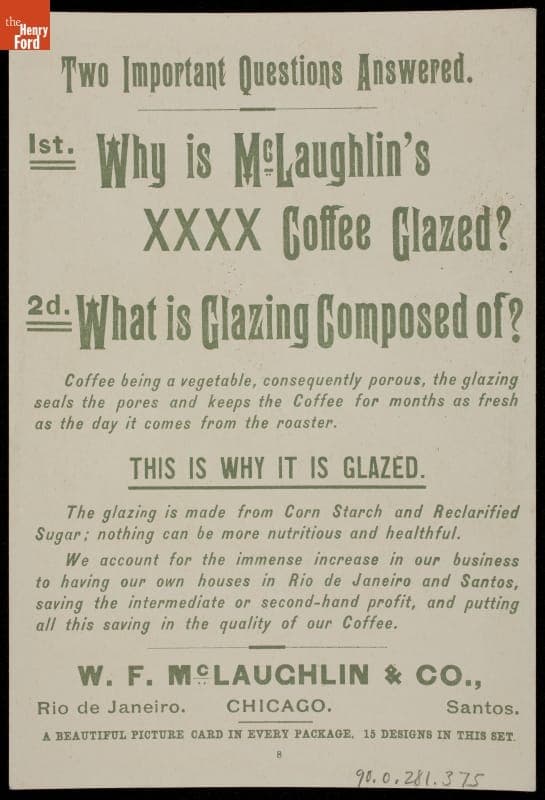 the
Henry
Ford
Two Important Questions Answered.
1st. Why is McLaughlin's
XXXX Coffee Glazed?
2d. What is Glazing Composed of?
Coffee being a vegetable, consequently porous, the glazing
seals the pores and keeps the Coffee for months as fresh
as the day it comes from the roaster.
THIS IS WHY IT IS GLAZED.
The glazing is made from Corn Starch and Reclarified
Sugar; nothing can be more nutritious and healthful.
We account for the immense increase in our business
to having our own houses in Rio de Janeiro and Santos,
saving the intermediate or second-hand profit, and putting
all this saving in the quality of our Coffee.
W. F. McLAUGHLIN & CO.,
Rio de Janeiro. CHICAGO. Santos.
A BEAUTIFUL PICTURE CARD IN EVERY PACKAGE. 15 DESIGNS IN THIS SET.
8
90.0.281.375